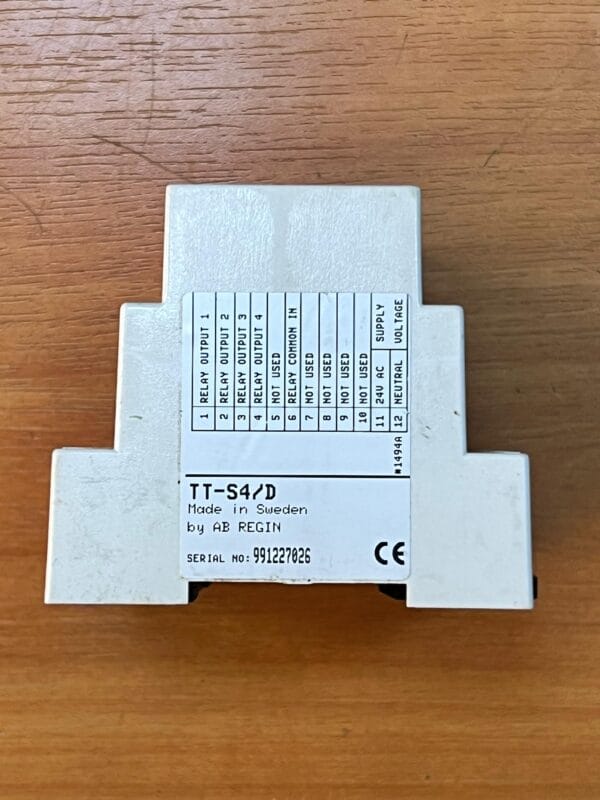 1 RELAY OUTPUT 1
2 RELAY OUTPUT 2
3 RELAY OUTPUT 3
4 RELAY OUTPUT 4
5 NOT USED
6 RELAY COMMON IN
7 NOT USED
8 NOT USED
9 NOT USED
10 NOT USED
11 24V AC SUPPLY
12 NEUTRAL VOLTAGE
#1494A
TT-S4/D
Made in Sweden
by AB REGIN
SERIAL NO: 991227026
CE